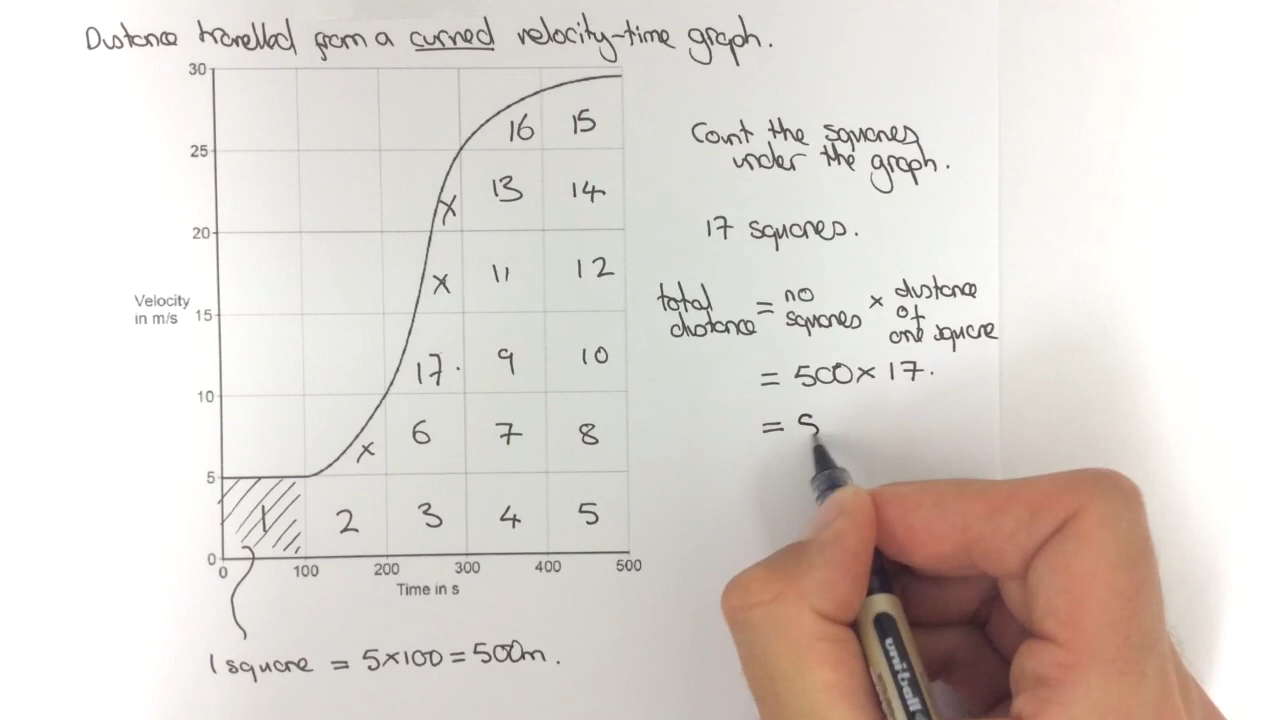 Distance travelled from a curved velocity-time graph.
30
25
20
15
10
5
0
Velocity
in m/s
16 15
X 13 14
X 11 12
17. 9 10
X 6 7 8
1 2 3 4 5
0 100 200 300 400 500
Time in s
1 square = 5×100 = 500m.
Count the squares
under the graph.
17 squares.
total distance = no squares × distance of one square
= 500 × 17.
=
uni-ball